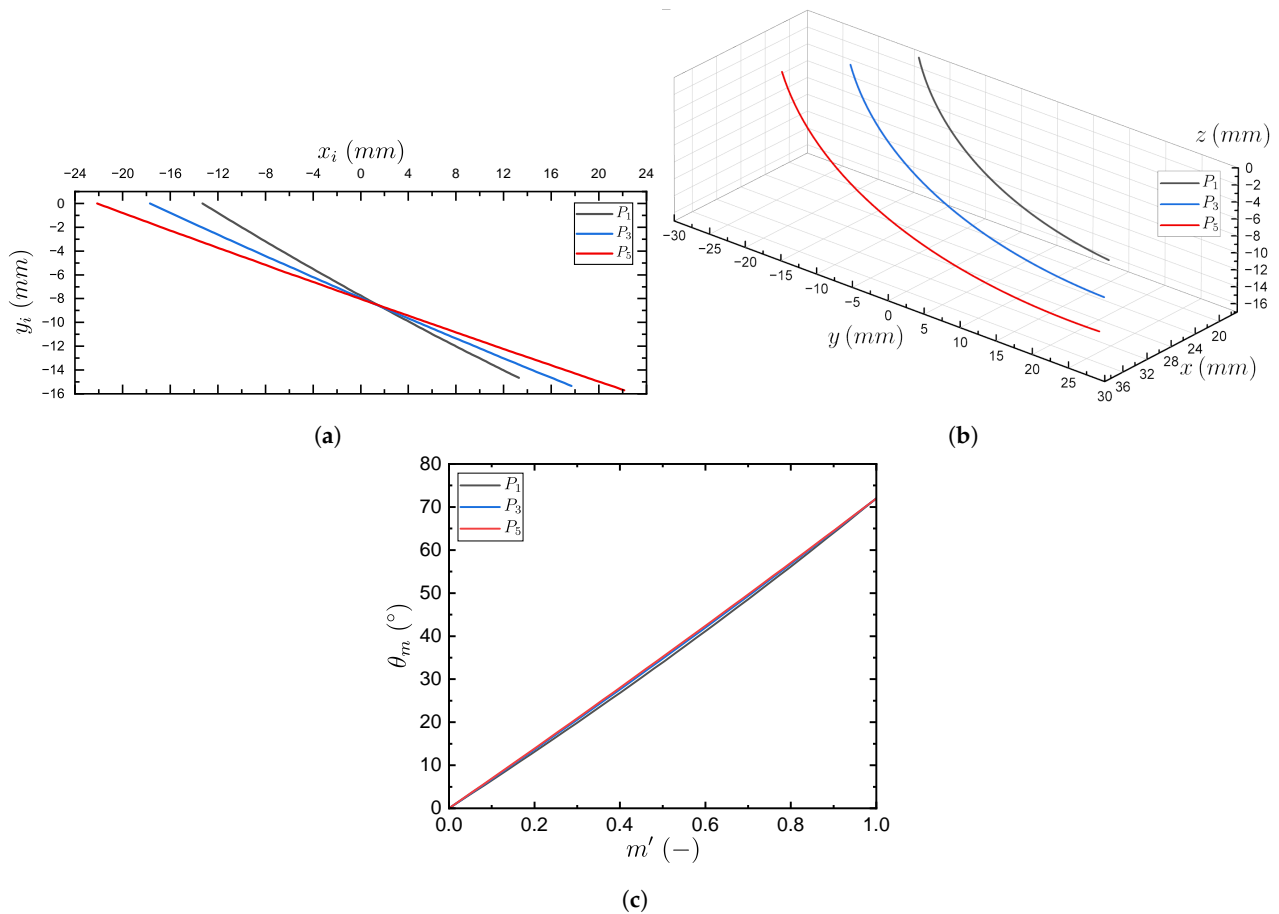 x_i (mm)
−24 −20 −16 −12 −8 −4 0 4 8 12 16 20 24
0
−2
−4
−6
−8
−10
−12
−14
−16
y_i (mm)
P_1
P_3
P_5
(a)
z (mm)
0
−2
−4
−6
−8
−10
−12
−14
−16
P_1
P_3
P_5
−30 −25 −20 −15 −10 −5 0 5 10 15 20 25 30
y (mm)
36 32 28 24 20
x (mm)
(b)
80
70
60
50
40
30
20
10
0
θ_m (°)
P_1
P_3
P_5
0.0 0.2 0.4 0.6 0.8 1.0
m′ (−)
(c)